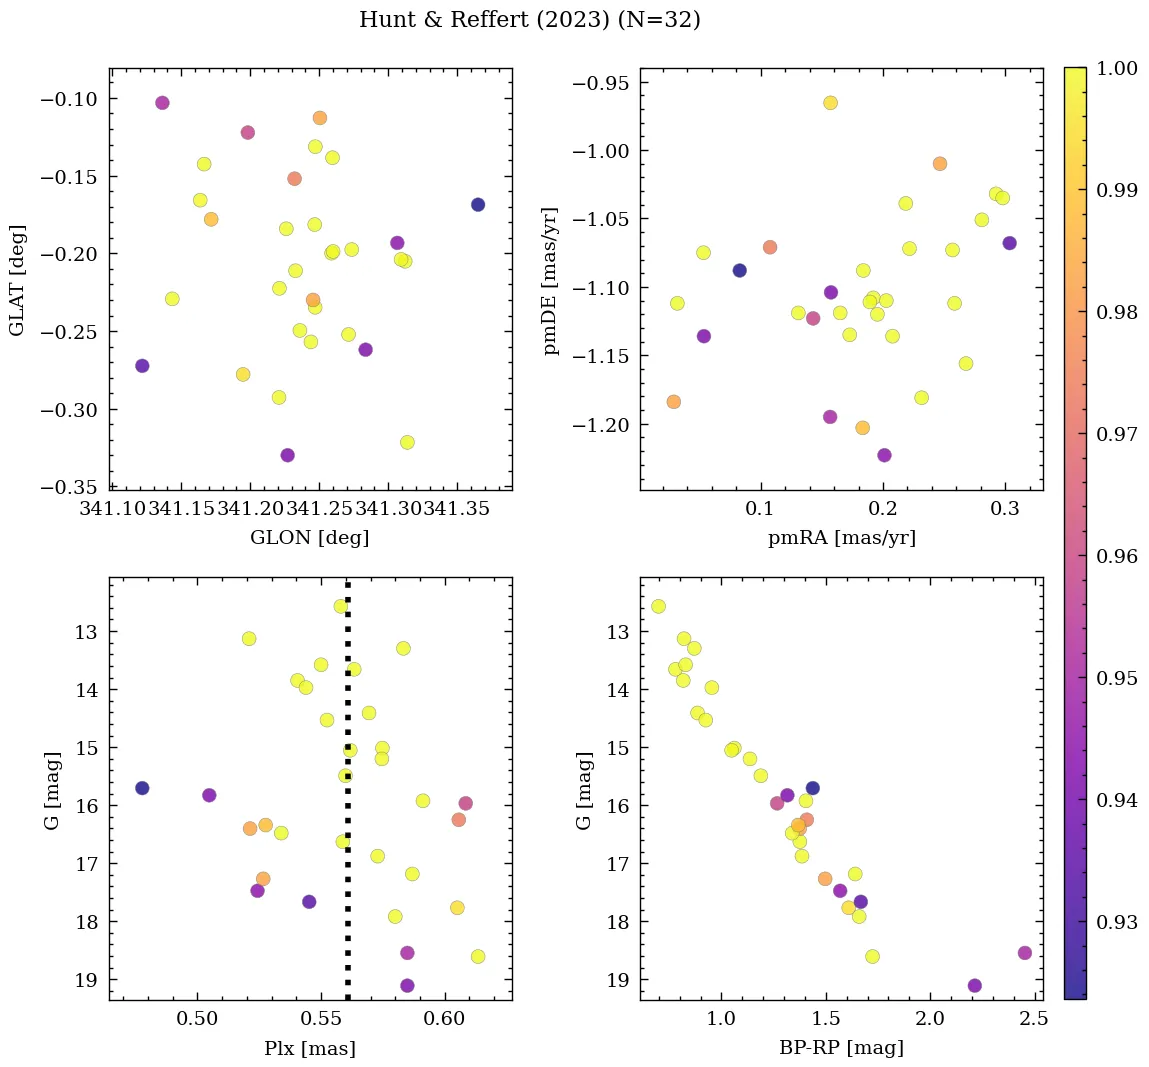 Hunt & Reffert (2023) (N=32)
−0.10
−0.15
−0.20
−0.25
−0.30
−0.35
GLAT [deg]
341.10 341.15 341.20 341.25 341.30 341.35
GLON [deg]
−0.95
−1.00
−1.05
−1.10
−1.15
−1.20
pmDE [mas/yr]
0.1 0.2 0.3
pmRA [mas/yr]
13
14
15
16
17
18
19
G [mag]
0.50 0.55 0.60
Plx [mas]
13
14
15
16
17
18
19
G [mag]
1.0 1.5 2.0 2.5
BP-RP [mag]
1.00
0.99
0.98
0.97
0.96
0.95
0.94
0.93